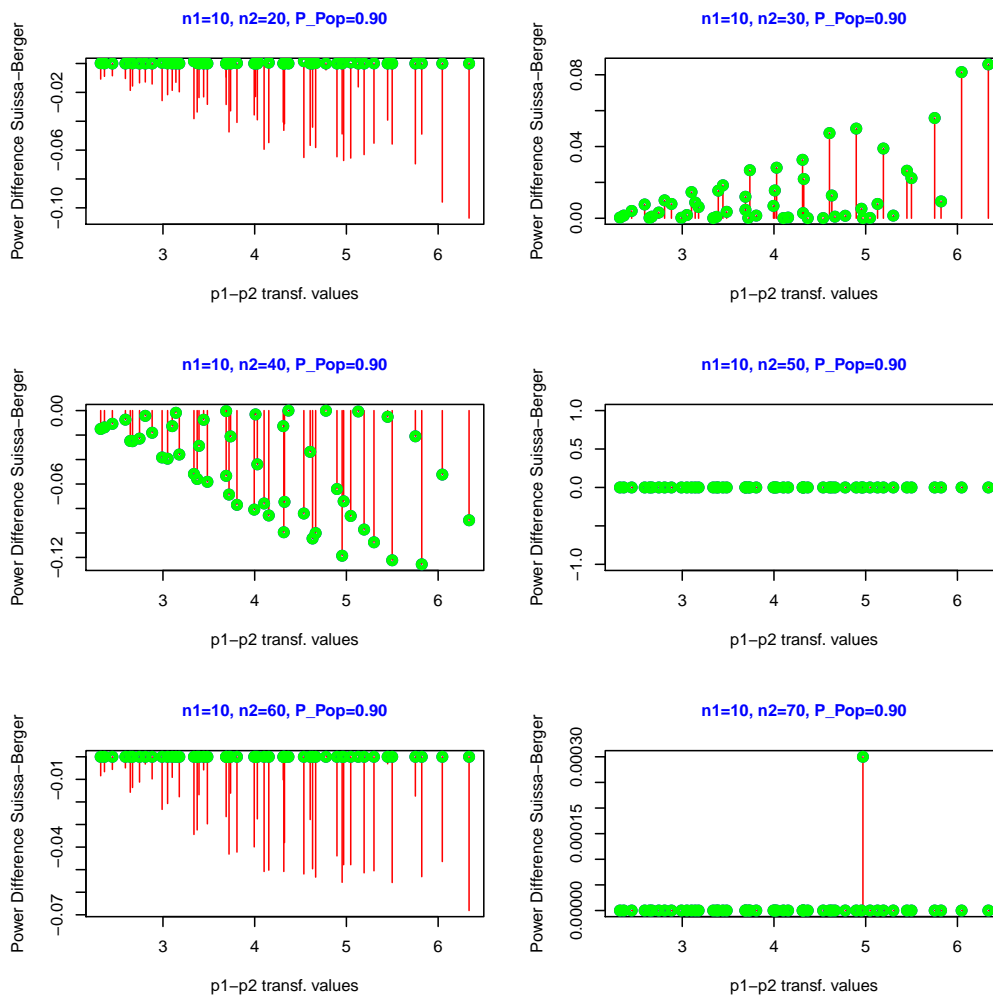 n1=10, n2=20, P_Pop=0.90
Power Difference Suissa−Berger
−0.02
−0.06
−0.10
3 4 5 6
p1−p2 transf. values
n1=10, n2=30, P_Pop=0.90
Power Difference Suissa−Berger
0.08
0.04
0.00
3 4 5 6
p1−p2 transf. values
n1=10, n2=40, P_Pop=0.90
Power Difference Suissa−Berger
0.00
−0.06
−0.12
3 4 5 6
p1−p2 transf. values
n1=10, n2=50, P_Pop=0.90
Power Difference Suissa−Berger
1.0
0.5
0.0
−1.0
3 4 5 6
p1−p2 transf. values
n1=10, n2=60, P_Pop=0.90
Power Difference Suissa−Berger
−0.01
−0.04
−0.07
3 4 5 6
p1−p2 transf. values
n1=10, n2=70, P_Pop=0.90
Power Difference Suissa−Berger
0.00030
0.00015
0.00000
3 4 5 6
p1−p2 transf. values